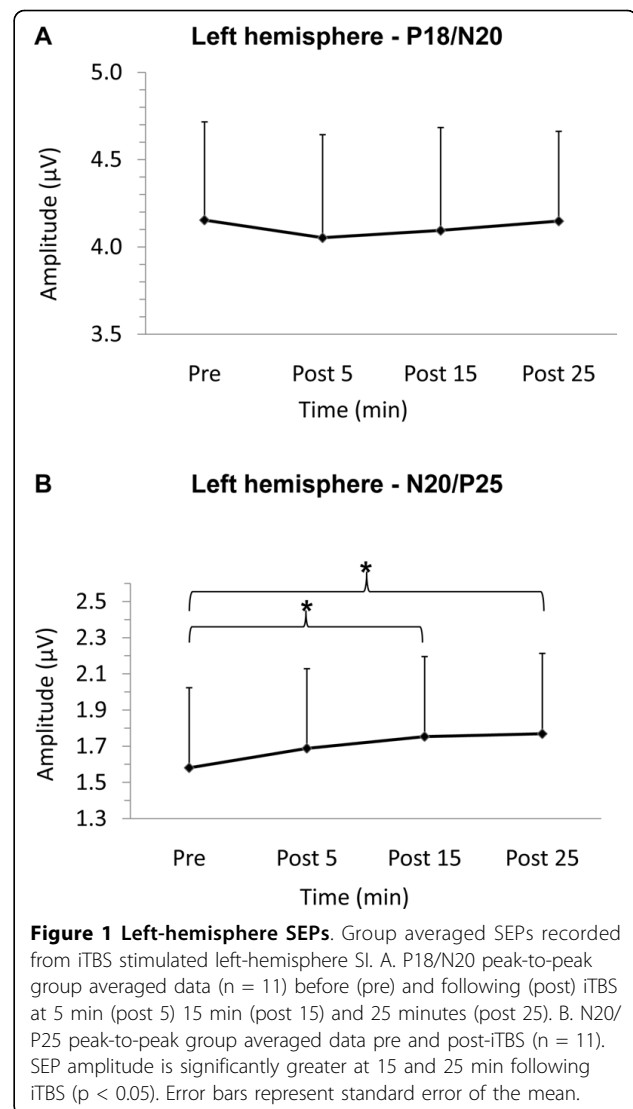 A Left hemisphere - P18/N20
5.0
4.5
4.0
3.5
Amplitude (µV)
Pre Post 5 Post 15 Post 25
Time (min)
B Left hemisphere - N20/P25
*
*
2.5
2.3
2.1
1.9
1.7
1.5
1.3
Amplitude (µV)
Pre Post 5 Post 15 Post 25
Time (min)
Figure 1 Left-hemisphere SEPs. Group averaged SEPs recorded
from iTBS stimulated left-hemisphere SI. A. P18/N20 peak-to-peak
group averaged data (n = 11) before (pre) and following (post) iTBS
at 5 min (post 5) 15 min (post 15) and 25 minutes (post 25). B. N20/
P25 peak-to-peak group averaged data pre and post-iTBS (n = 11).
SEP amplitude is significantly greater at 15 and 25 min following
iTBS (p < 0.05). Error bars represent standard error of the mean.